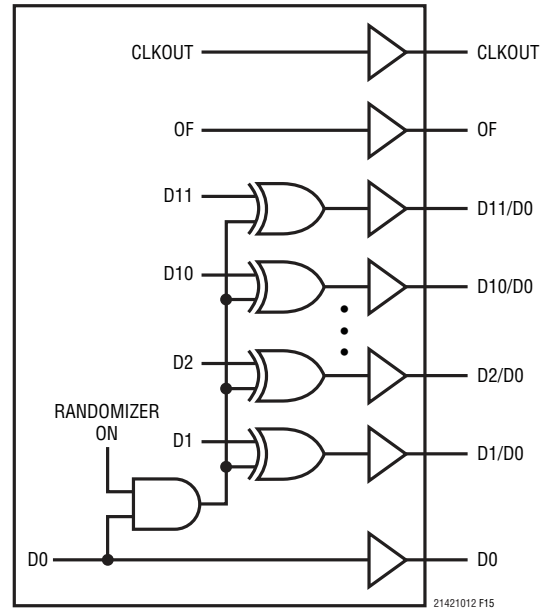 CLKOUT
CLKOUT
OF
OF
D11
D11/D0
D10
D10/D0
D2
D2/D0
RANDOMIZER
ON
D1
D1/D0
D0
D0
21421012 F15